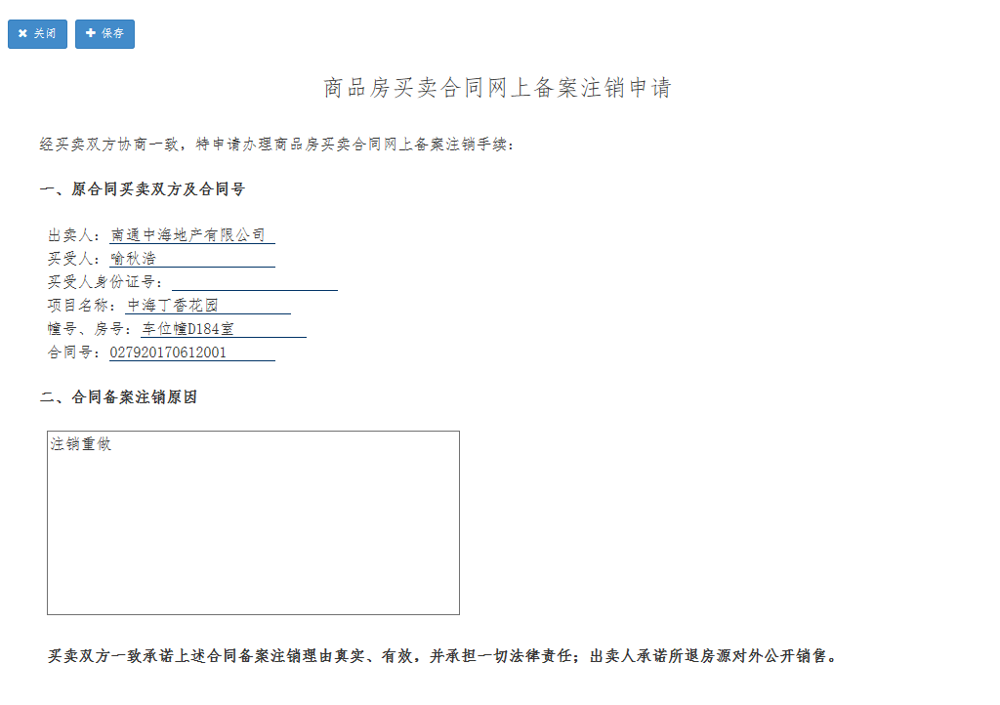 关闭 保存
商品房买卖合同网上备案注销申请
经买卖双方协商一致，特申请办理商品房买卖合同网上备案注销手续：
一、原合同买卖双方及合同号
出卖人：南通中海地产有限公司
买受人：喻秋浩
买受人身份证号：
项目名称：中海丁香花园
幢号、房号：车位幢D184室
合同号：027920170612001
二、合同备案注销原因
注销重做
买卖双方一致承诺上述合同备案注销理由真实、有效，并承担一切法律责任；出卖人承诺所退房源对外公开销售。